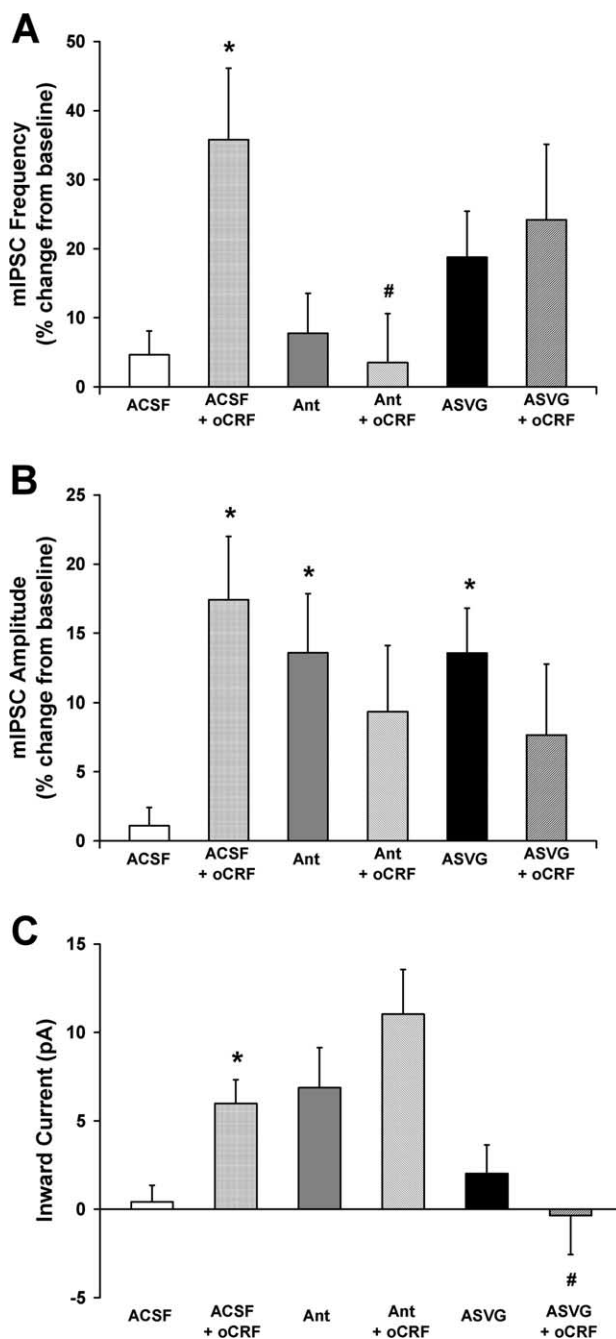 A
mIPSC Frequency
(% change from baseline)
50
40
30
20
10
0
*
#
ACSF
ACSF
+ oCRF
Ant
Ant
+ oCRF
ASVG
ASVG
+ oCRF
B
mIPSC Amplitude
(% change from baseline)
25
20
15
10
5
0
*
*
*
ACSF
ACSF
+ oCRF
Ant
Ant
+ oCRF
ASVG
ASVG
+ oCRF
C
Inward Current (pA)
15
10
5
0
-5
*
#
ACSF
ACSF
+ oCRF
Ant
Ant
+ oCRF
ASVG
ASVG
+ oCRF